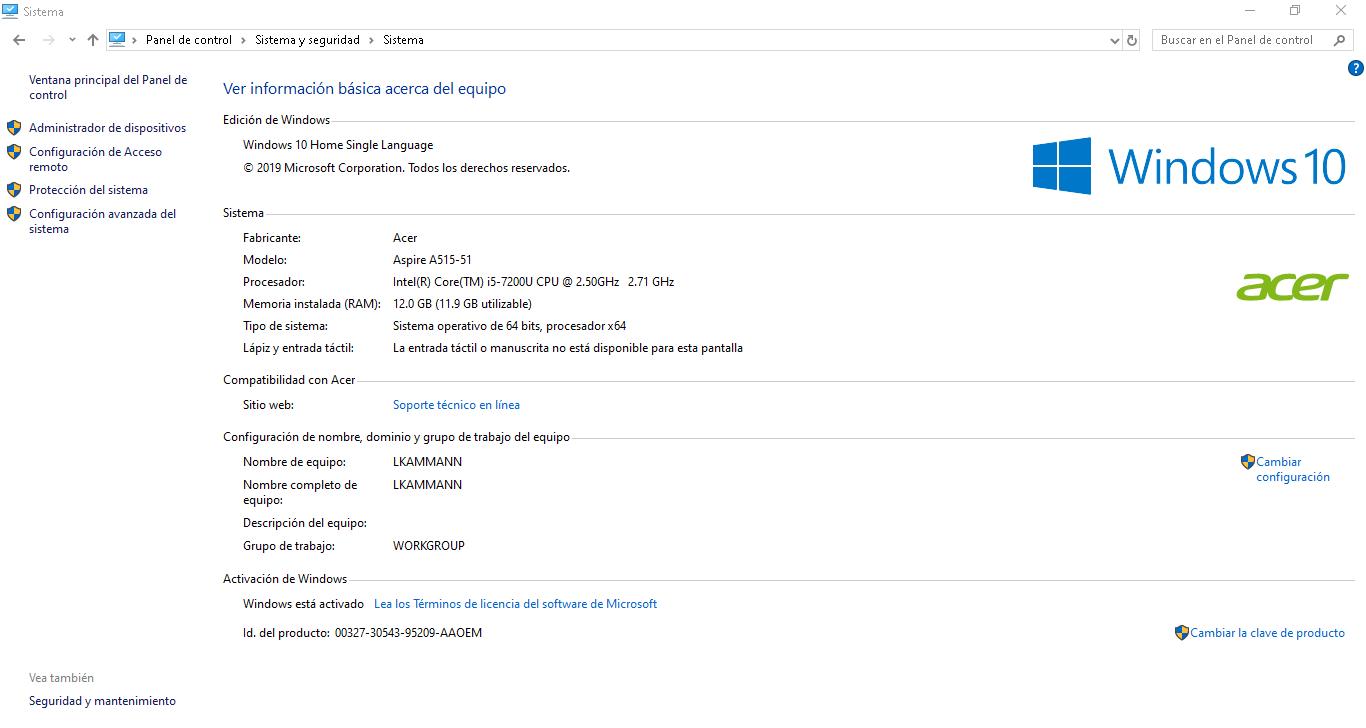 Sistema
Panel de control
Sistema y seguridad
Sistema
Buscar en el Panel de control
?
Ventana principal del Panel de
control
Administrador de dispositivos
Configuración de Acceso
remoto
Protección del sistema
Configuración avanzada del
sistema
Ver información básica acerca del equipo
Edición de Windows
Windows 10 Home Single Language
© 2019 Microsoft Corporation. Todos los derechos reservados.
Windows 10
Sistema
Fabricante: Acer
Modelo: Aspire A515-51
Procesador: Intel(R) Core(TM) i5-7200U CPU @ 2.50GHz 2.71 GHz
Memoria instalada (RAM): 12.0 GB (11.9 GB utilizable)
Tipo de sistema: Sistema operativo de 64 bits, procesador x64
Lápiz y entrada táctil: La entrada táctil o manuscrita no está disponible para esta pantalla
acer
Compatibilidad con Acer
Sitio web: Soporte técnico en línea
Configuración de nombre, dominio y grupo de trabajo del equipo
Nombre de equipo: LKAMMANN
Nombre completo de
equipo: LKAMMANN
Descripción del equipo:
Grupo de trabajo: WORKGROUP
Cambiar
configuración
Activación de Windows
Windows está activado Lea los Términos de licencia del software de Microsoft
Id. del producto: 00327-30543-95209-AAOEM
Cambiar la clave de producto
Vea también
Seguridad y mantenimiento